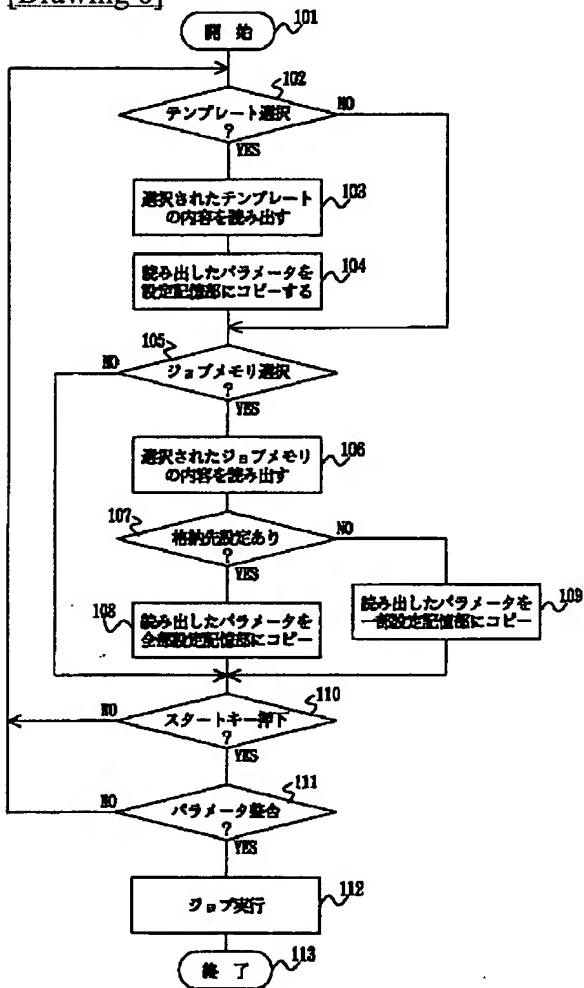 開 始
101
102
テンプレート選択
?
NO
YES
選択されたテンプレート
の内容を読み出す
103
読み出したパラメータを
設定記憶部にコピーする
104
105
NO
ジョブメモリ選択
?
YES
選択されたジョブメモリ
の内容を読み出す
106
107
格納先設定あり
?
NO
YES
108
読み出したパラメータを
全部設定記憶部にコピー
読み出したパラメータを
一部設定記憶部にコピー
109
110
NO
スタートキー押下
?
YES
111
NO
パラメータ整合
?
YES
ジョブ実行
112
終 了
113